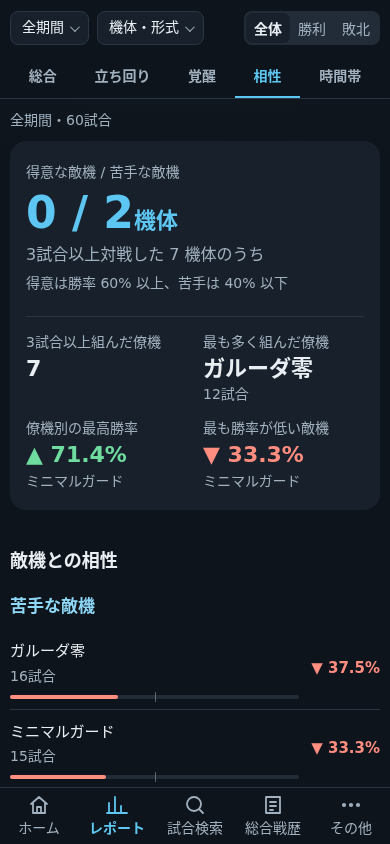 全期間 機体・形式 全体 勝利 敗北
総合 立ち回り 覚醒 相性 時間帯
全期間・60試合
得意な敵機 / 苦手な敵機
0 / 2機体
3試合以上対戦した 7 機体のうち
得意は勝率 60% 以上、苦手は 40% 以下
3試合以上組んだ僚機 最も多く組んだ僚機
7 ガルーダ零
12試合
僚機別の最高勝率 最も勝率が低い敵機
▲ 71.4% ▼ 33.3%
ミニマルガード ミニマルガード
敵機との相性
苦手な敵機
ガルーダ零
16試合 ▼ 37.5%
ミニマルガード
15試合 ▼ 33.3%
ホーム レポート 試合検索 総合戦歴 その他